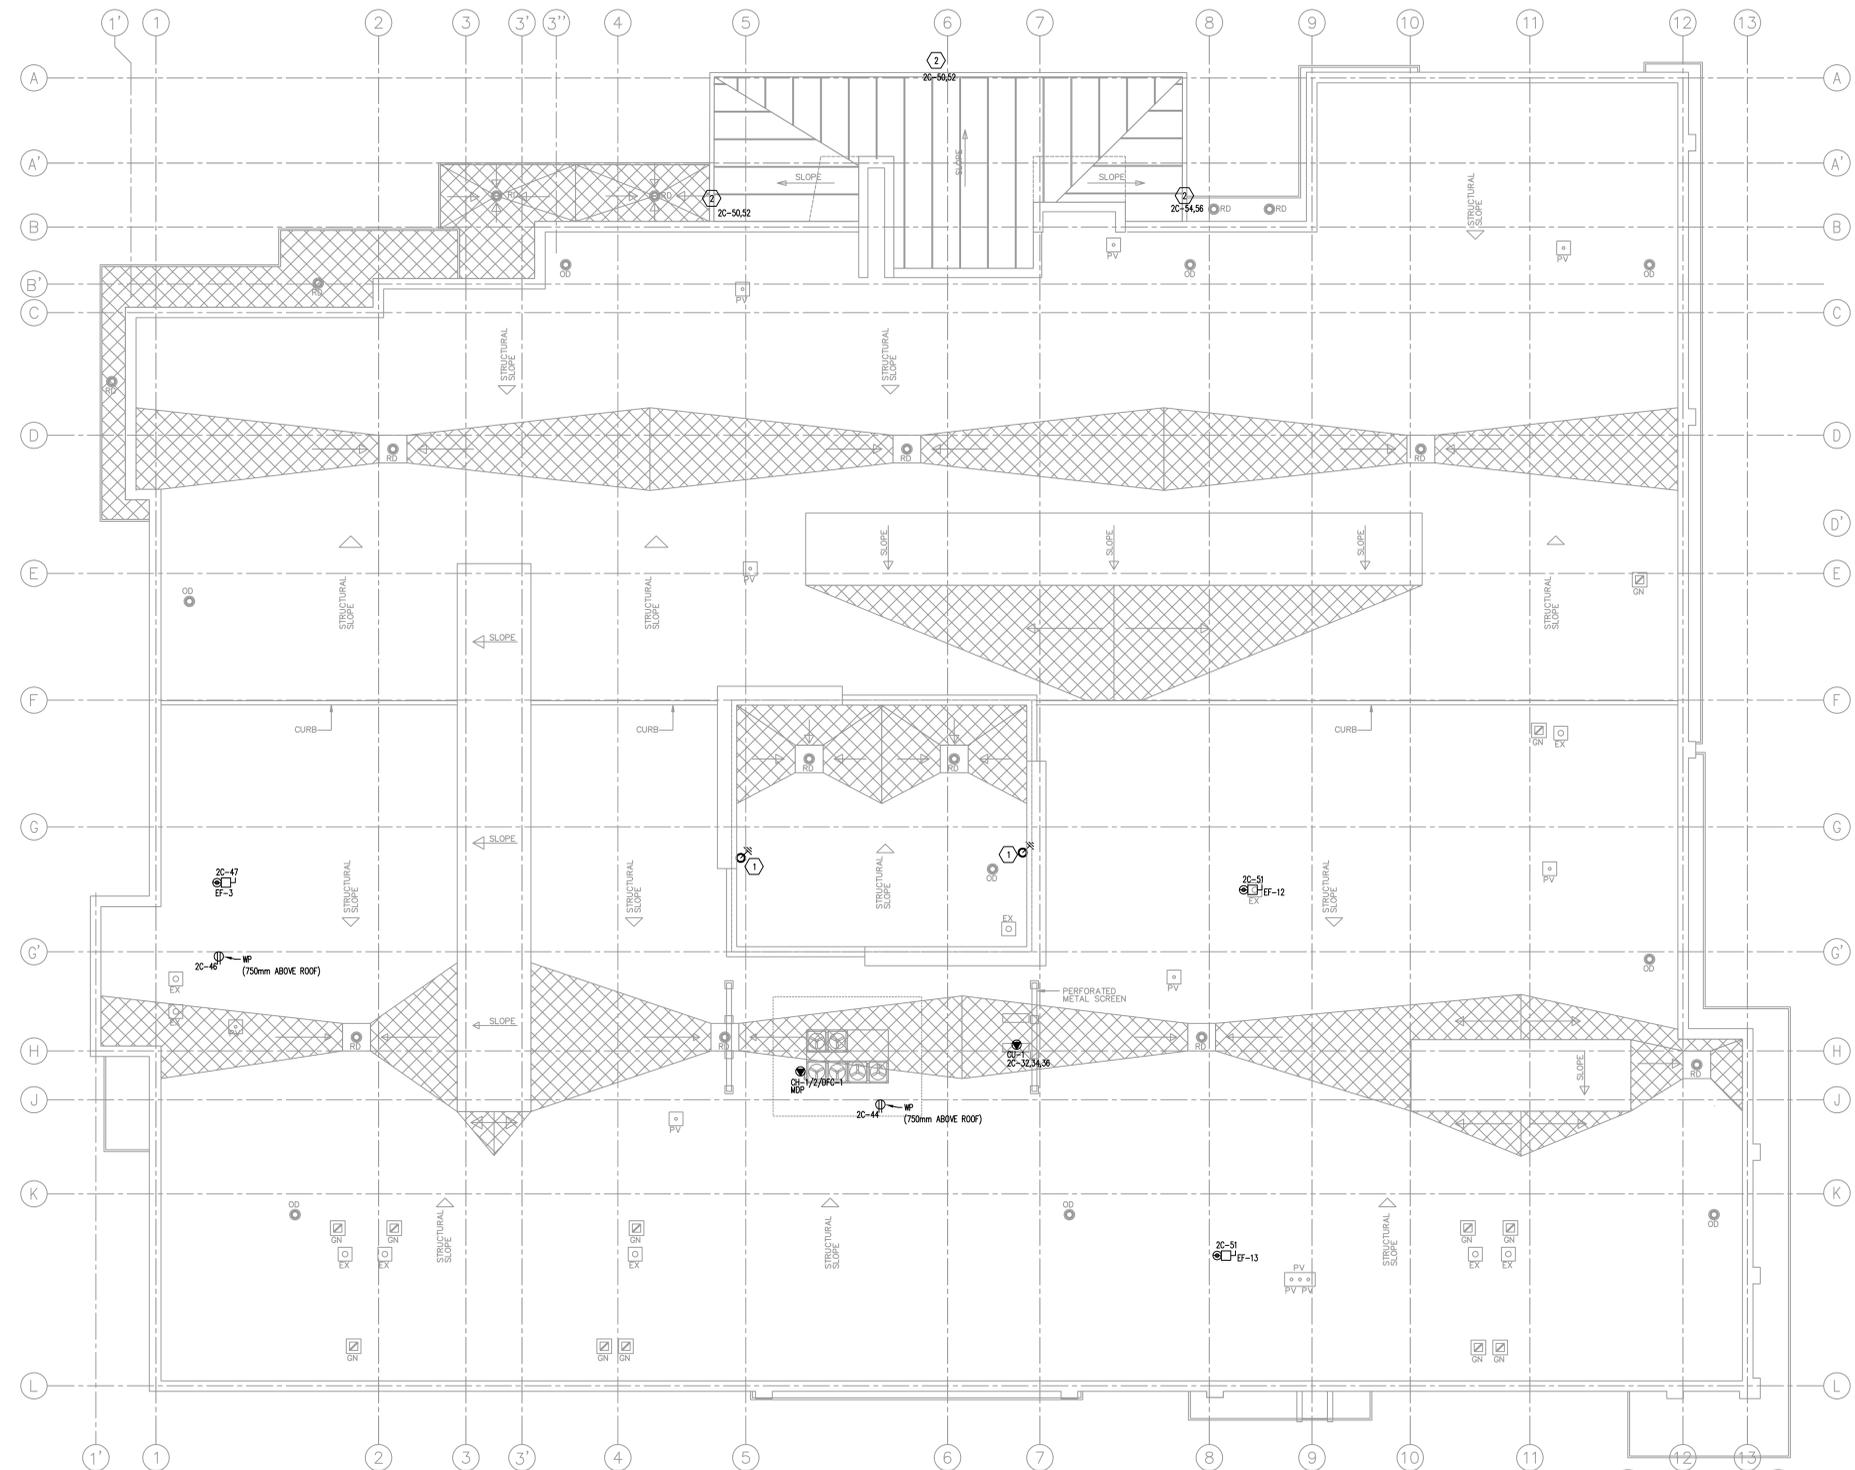 1' 1 2 3 3' 3'' 4 5 6 7 8 9 10 11 12 13
2
A 2C-50,52 A
A' SLOPE SLOPE SLOPE A'
RD RD
2 2
2C-50,52 2C-54,56 RD RD
STRUCTURAL
SLOPE
B B
PV PV
OD OD OD
B' RD PV
C C
STRUCTURAL
SLOPE
STRUCTURAL
SLOPE
RD
D D
RD RD RD
D'
SLOPE SLOPE SLOPE
E PV E
OD GN
STRUCTURAL
SLOPE
STRUCTURAL
SLOPE
STRUCTURAL
SLOPE
SLOPE
F F
CURB CURB CURB
GN EX
RD RD
G G
SLOPE
1 1
2C-47
EF-3
STRUCTURAL
SLOPE
STRUCTURAL
SLOPE
STRUCTURAL
SLOPE
OD
2C-51
EF-12
EX
STRUCTURAL
SLOPE
PV
EX
G' G'
2C-46 WP
(750mm ABOVE ROOF)
OD
EX PV
PERFORATED
METAL SCREEN
EX PV
SLOPE
H H
RD RD RD RD
CU-1
2C-32,34,36
SLOPE
CH-1/2/DFC-1
MDP
J J
2C-44 WP
(750mm ABOVE ROOF)
PV
K K
OD OD OD
STRUCTURAL
SLOPE
STRUCTURAL
SLOPE
STRUCTURAL
SLOPE
GN GN GN GN GN
2C-51
EF-13
EX EX EX EX EX
PV
PV PV
GN GN GN GN GN
L L
1' 1 2 3 3' 4 5 6 7 8 9 10 11 12 13